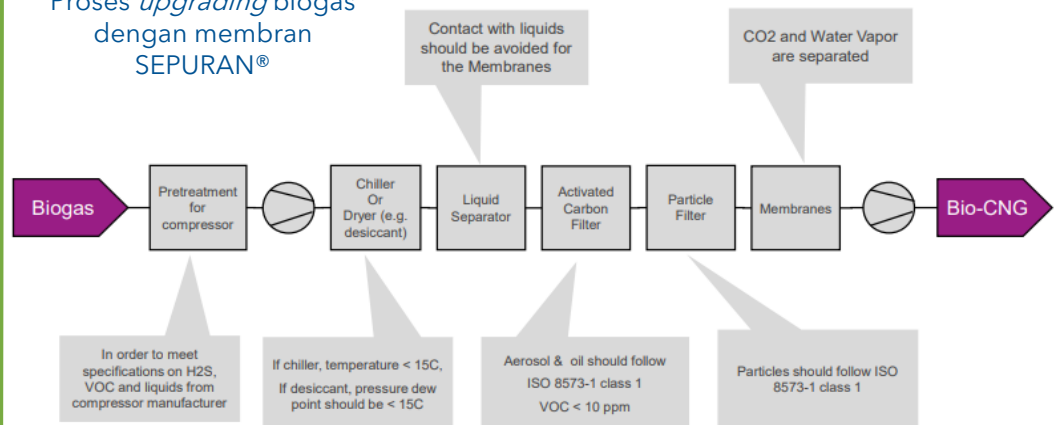 Proses upgrading biogas
dengan membran
SEPURAN®
Contact with liquids
should be avoided for
the Membranes
CO2 and Water Vapor
are separated
Biogas
Pretreatment
for
compressor
Chiller
Or
Dryer (e.g.
desiccant)
Liquid
Separator
Activated
Carbon
Filter
Particle
Filter
Membranes
Bio-CNG
In order to meet
specifications on H2S,
VOC and liquids from
compressor manufacturer
If chiller, temperature < 15C,
If desiccant, pressure dew
point should be < 15C
Aerosol & oil should follow
ISO 8573-1 class 1
VOC < 10 ppm
Particles should follow ISO
8573-1 class 1